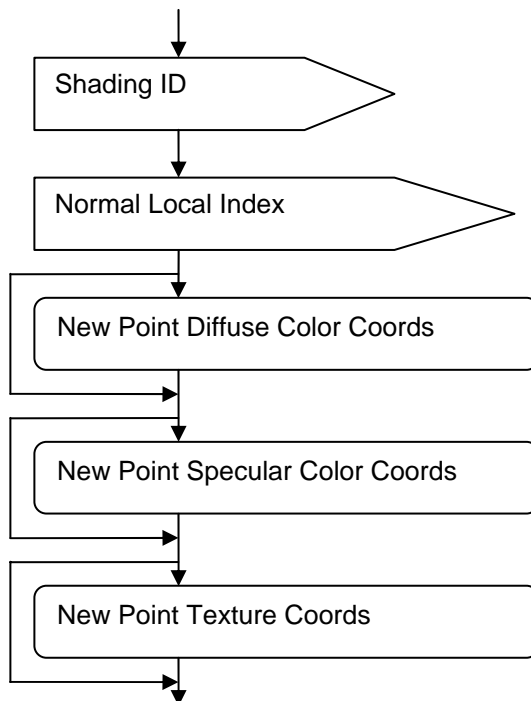 Shading ID
Normal Local Index
New Point Diffuse Color Coords
New Point Specular Color Coords
New Point Texture Coords